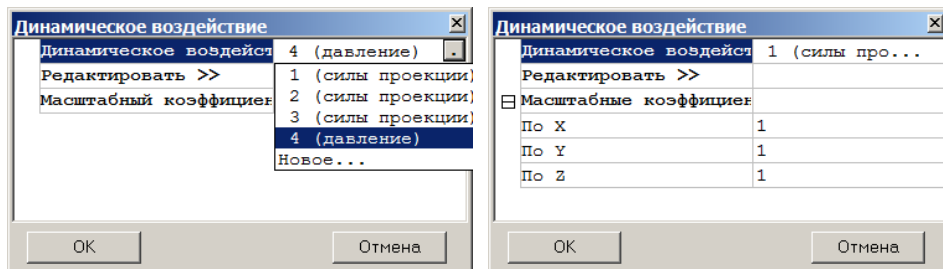 Динамическое воздействие
Динамическое воздейст 4 (давление)
Редактировать >>
Масштабный коэффициен
1 (силы проекции)
2 (силы проекции)
3 (силы проекции)
4 (давление)
Новое...
OK Отмена
Динамическое воздействие
Динамическое воздейст 1 (силы про...
Редактировать >>
Масштабные коэффициен
По X 1
По Y 1
По Z 1
OK Отмена